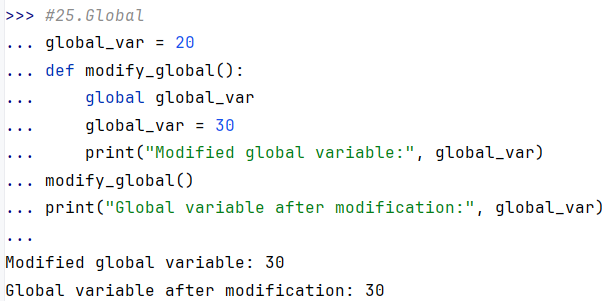 >>> #25.Global
... global_var = 20
... def modify_global():
...     global global_var
...     global_var = 30
...     print("Modified global variable:", global_var)
... modify_global()
... print("Global variable after modification:", global_var)
...
Modified global variable: 30
Global variable after modification: 30